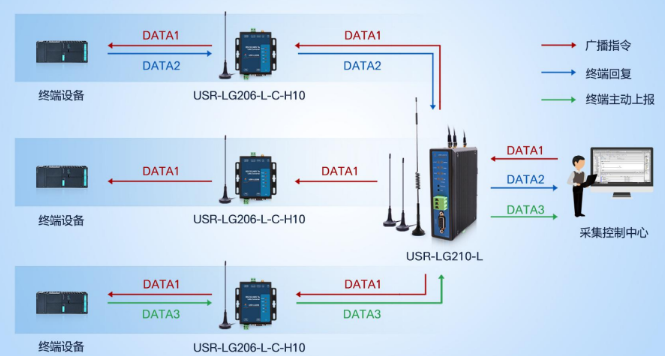 DATA1
DATA1
广播指令
DATA2
DATA2
终端回复
终端设备
USR-LG206-L-C-H10
终端主动上报
DATA1
DATA1
DATA1
DATA2
DATA3
终端设备
USR-LG206-L-C-H10
采集控制中心
USR-LG210-L
DATA1
DATA1
DATA3
DATA3
终端设备
USR-LG206-L-C-H10